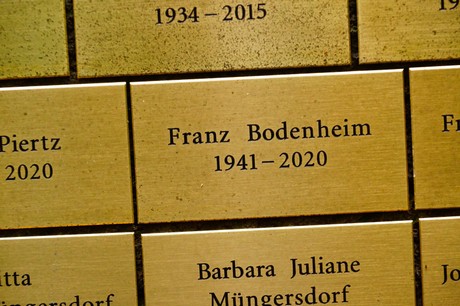 1934–2015
Piertz
2020
Franz Bodenheim
1941–2020
Barbara Juliane
Müngersdorf